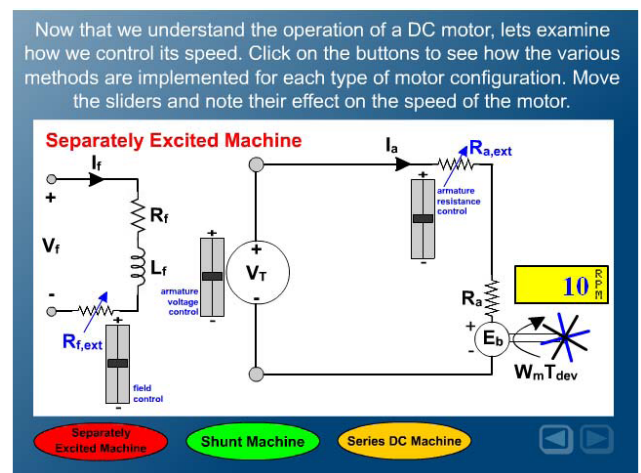 Now that we understand the operation of a DC motor, lets examine
how we control its speed. Click on the buttons to see how the various
methods are implemented for each type of motor configuration. Move
the sliders and note their effect on the speed of the motor.
Separately Excited Machine
If
+
Vf
-
Rf
Lf
Rf,ext
+
-
field
control
+
-
armature
voltage
control
+
VT
-
Ia
Ra,ext
+
-
armature
resistance
control
Ra
+
Eb
-
10 RPM
WmTdev
Separately
Excited Machine
Shunt Machine
Series DC Machine